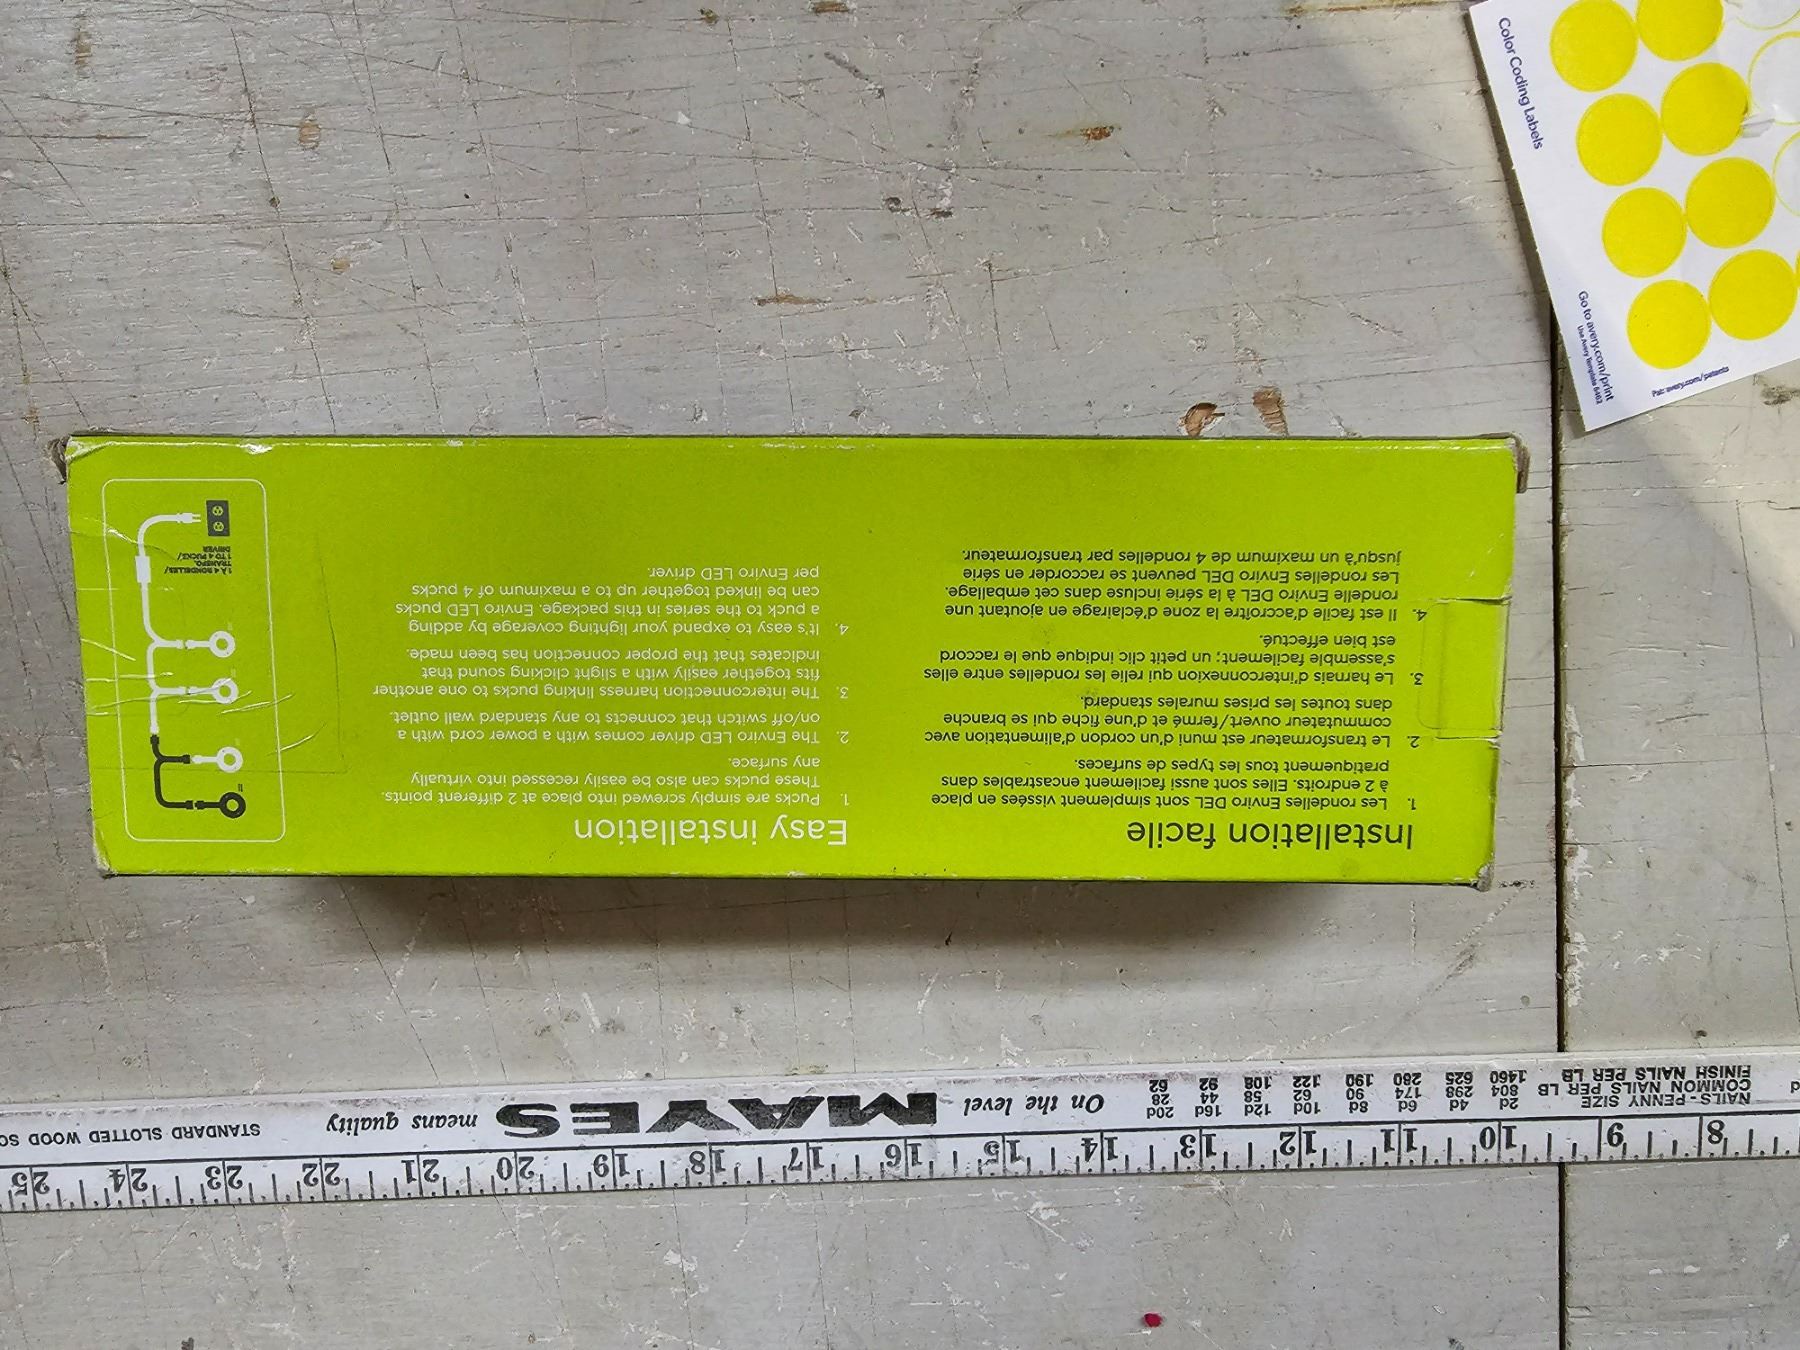 Color Coding Labels
Go to avery.com/print
Use Avery Template 5462
Pat: avery.com/patents
Installation facile
1. Les rondelles Enviro DEL sont simplement vissées en place
à 2 endroits. Elles sont aussi facilement encastrables dans
pratiquement tous les types de surfaces.
2. Le transformateur est muni d'un cordon d'alimentation avec
commutateur ouvert/fermé et d'une fiche qui se branche
dans toutes les prises murales standard.
3. Le harnais d'interconnexion qui relie les rondelles entre elles
s'assemble facilement; un petit clic indique que le raccord
est bien effectué.
4. Il est facile d'accroître la zone d'éclairage en ajoutant une
rondelle Enviro DEL à la série incluse dans cet emballage.
Les rondelles Enviro DEL peuvent se raccorder en série
jusqu'à un maximum de 4 rondelles par transformateur.
Easy installation
1. Pucks are simply screwed into place at 2 different points.
These pucks can also be easily recessed into virtually
any surface.
2. The Enviro LED driver comes with a power cord with a
on/off switch that connects to any standard wall outlet.
3. The interconnection harness linking pucks to one another
fits together easily with a slight clicking sound that
indicates that the proper connection has been made.
4. It's easy to expand your lighting coverage by adding
a puck to the series in this package. Enviro LED pucks
can be linked together up to a maximum of 4 pucks
per Enviro LED driver.
1 À 4 RONDELLES/
TRANSFO.
1 TO 4 PUCKS/
DRIVER
8 9 10 11 12 13 14 15 16 17 18 19 20 21 22 23 24 25
NAILS - PENNY SIZE 2d 4d 6d 8d 10d 12d 16d 20d
COMMON NAILS PER LB 804 298 174 90 62 58 44 28
FINISH NAILS PER LB 1460 625 280 190 122 108 92 62
On the level MAYES means quality
STANDARD SLOTTED WOOD SC